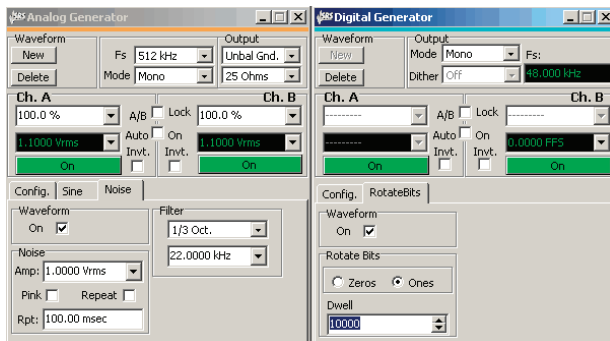 SRS Analog Generator
Waveform
New
Delete
Fs 512 kHz
Mode Mono
Output
Unbal Gnd.
25 Ohms
Ch. A
Ch. B
100.0 %
A/B
Lock
100.0 %
1.1000 Vrms
Auto
On
1.1000 Vrms
Invt.
Invt.
On
On
Config. Sine Noise
Waveform
On
Filter
1/3 Oct.
22.0000 kHz
Noise
Amp: 1.0000 Vrms
Pink Repeat
Rpt: 100.00 msec
SRS Digital Generator
Waveform
New
Delete
Output
Mode Mono
Fs:
Dither Off
48.000 kHz
Ch. A
Ch. B
---------
A/B
Lock
---------
---------
Auto
On
0.0000 FFS
Invt.
Invt.
On
On
Config. RotateBits
Waveform
On
Rotate Bits
Zeros Ones
Dwell
10000